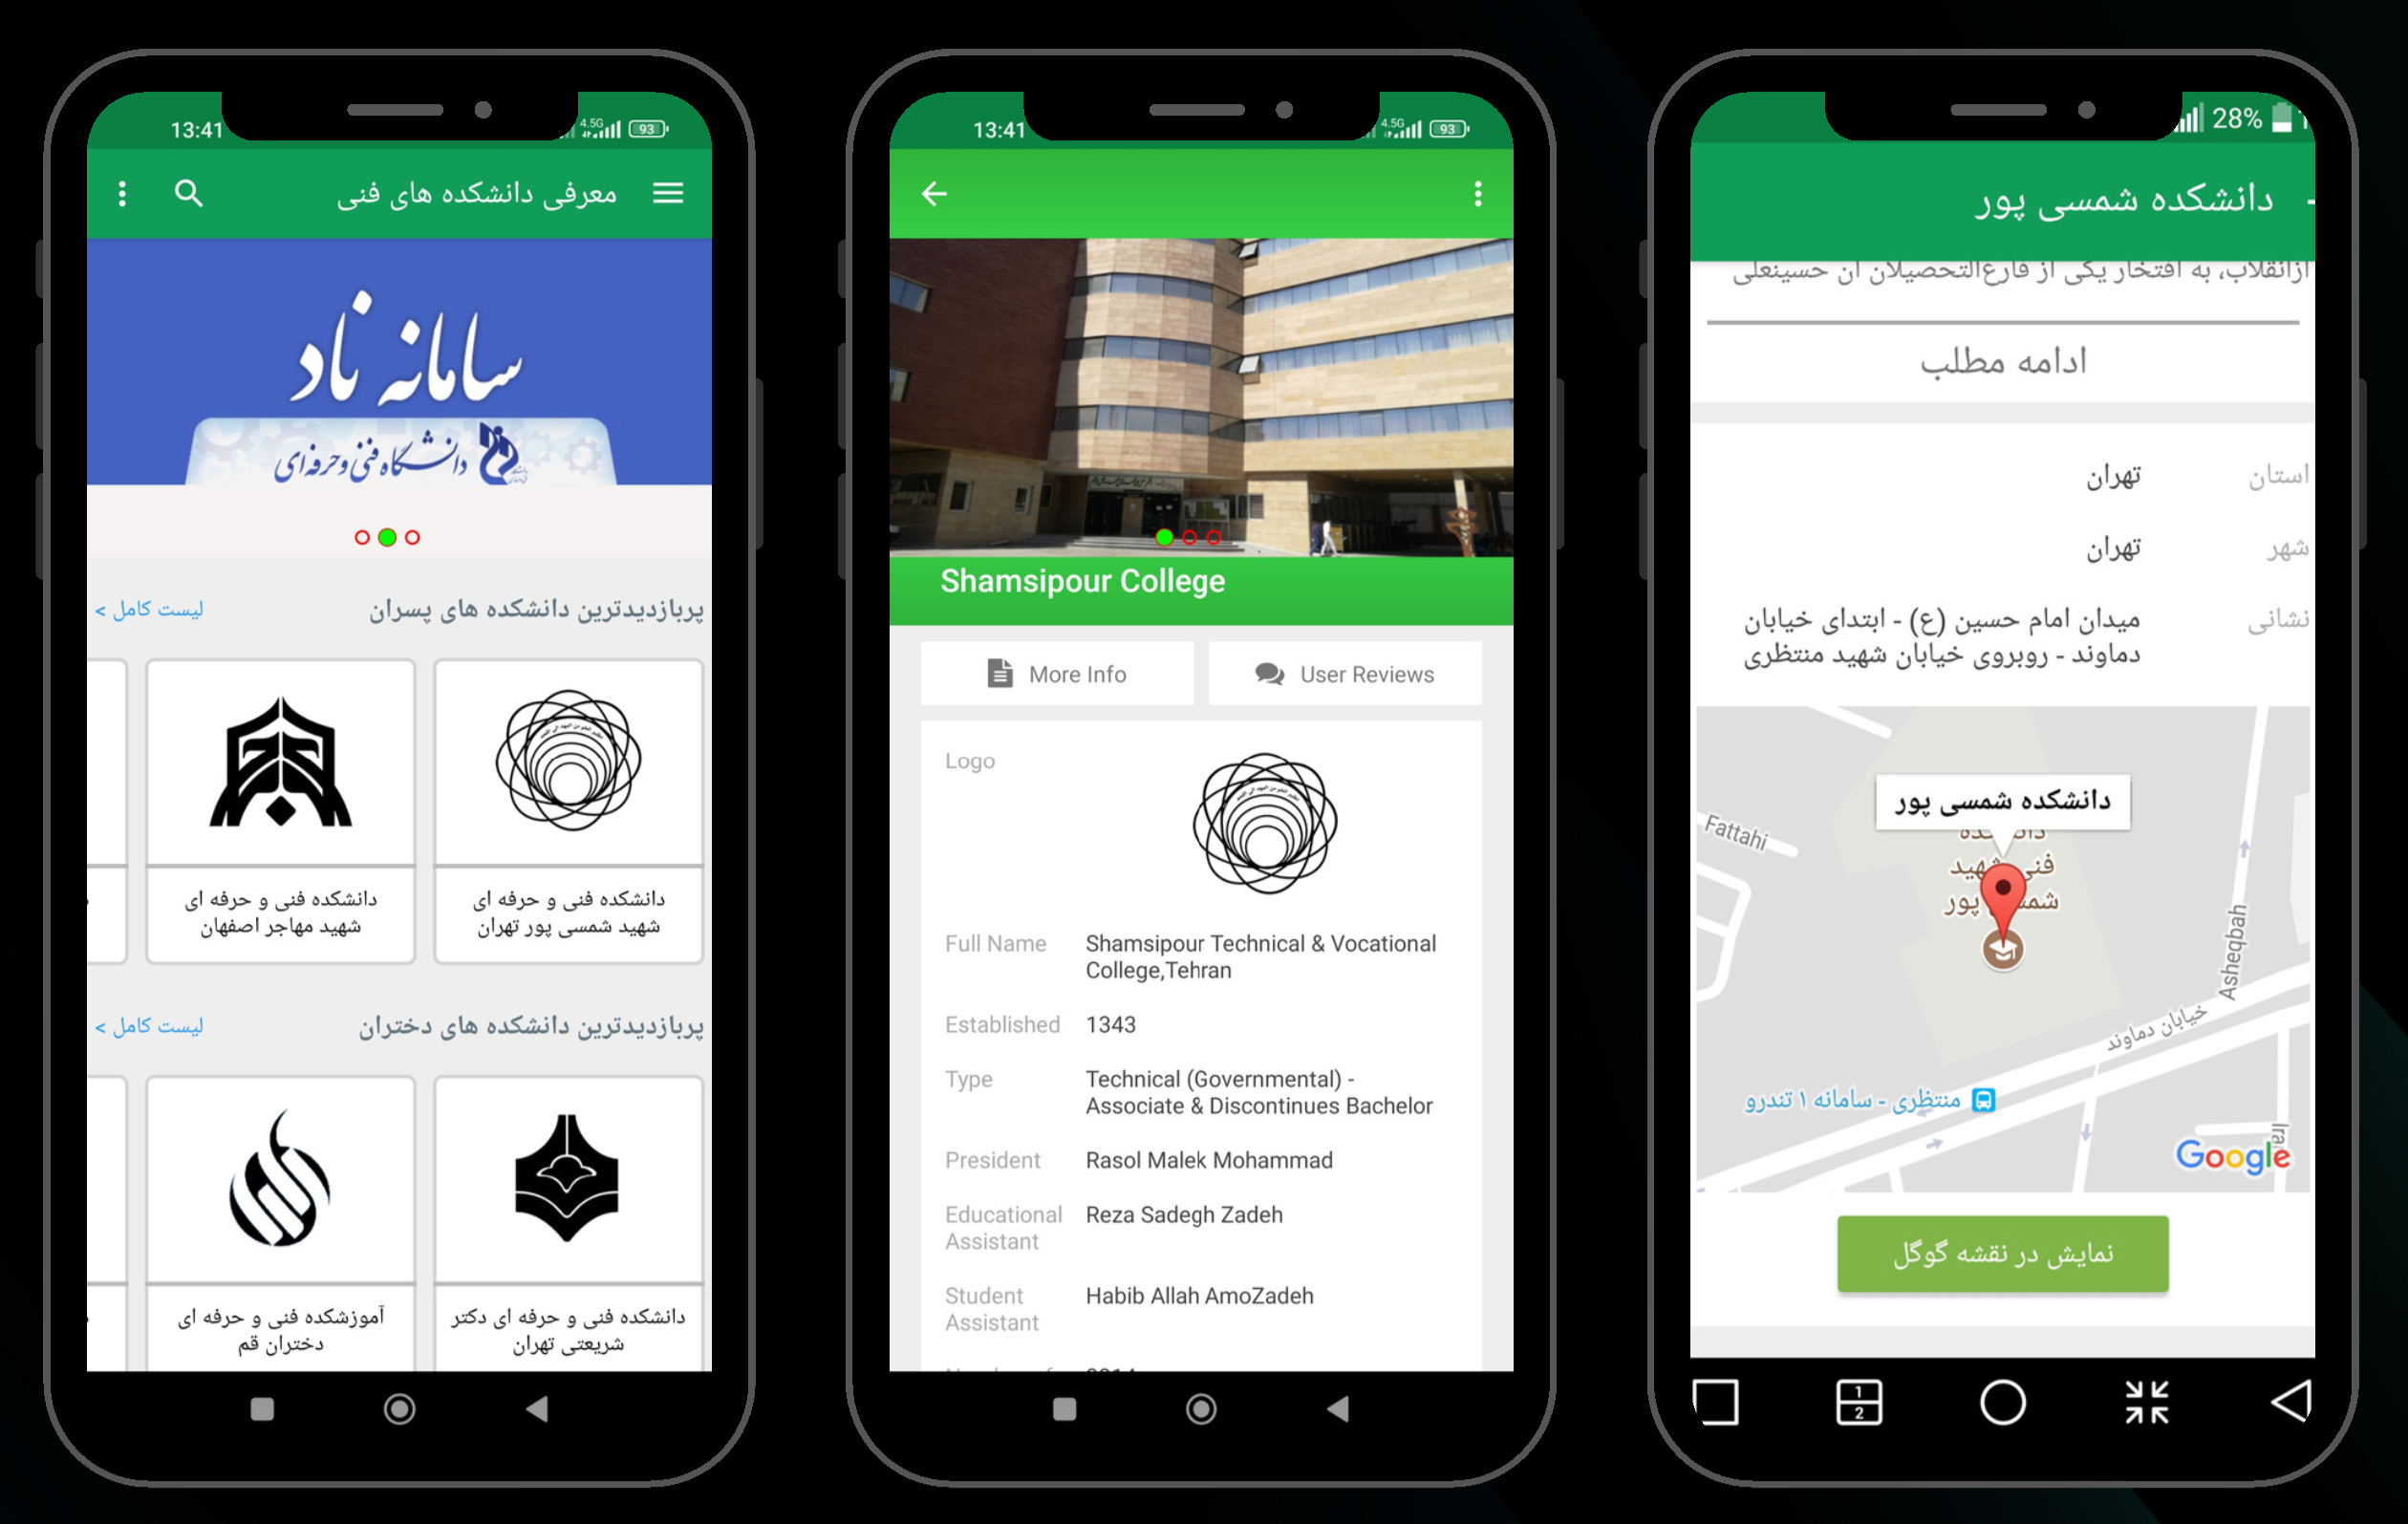 13:41
4.5G
93
معرفی دانشکده های فنی
سامانه ناد
دانشگاه فنی و حرفه ای
پربازدیدترین دانشکده های پسران
لیست کامل >
دانشکده فنی و حرفه ای
شهید شمسی پور تهران
دانشکده فنی و حرفه ای
شهید مهاجر اصفهان
پربازدیدترین دانشکده های دختران
لیست کامل >
دانشکده فنی و حرفه ای دکتر
شریعتی تهران
آموزشکده فنی و حرفه ای
دختران قم
13:41
4.5G
93
Shamsipour College
More Info
User Reviews
Logo
Full Name
Shamsipour Technical & Vocational
College,Tehran
Established
1343
Type
Technical (Governmental) -
Associate & Discontinues Bachelor
President
Rasol Malek Mohammad
Educational
Assistant
Reza Sadegh Zadeh
Student
Assistant
Habib Allah AmoZadeh
28%
دانشکده شمسی پور
ازانقلاب، به افتخار یکی از فارغ‌التحصیلان آن حسینعلی
ادامه مطلب
استان
تهران
شهر
تهران
نشانی
میدان امام حسین (ع) - ابتدای خیابان
دماوند - روبروی خیابان شهید منتظری
دانشکده شمسی پور
Fattahi
پور
Asheqbah
خیابان دماوند
منتظری - سامانه ۱ تندرو
Google
نمایش در نقشه گوگل
1
2